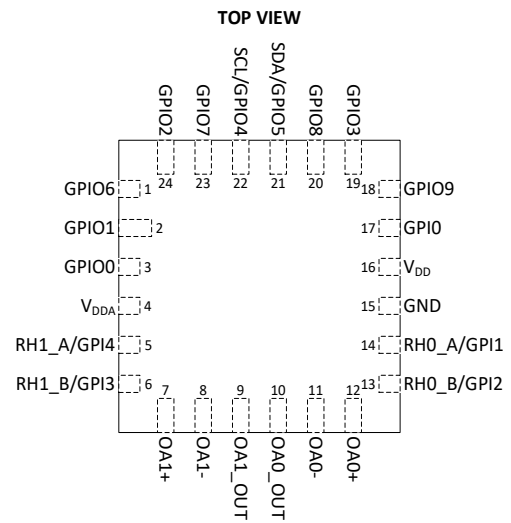 TOP VIEW
GPIO2
GPIO7
SCL/GPIO4
SDA/GPIO5
GPIO8
GPIO3
24
23
22
21
20
19
GPIO6 1
18 GPIO9
GPIO1 2
17 GPI0
GPIO0 3
16 VDD
VDDA 4
15 GND
RH1_A/GPI4 5
14 RH0_A/GPI1
RH1_B/GPI3 6
13 RH0_B/GPI2
7
8
9
10
11
12
OA1+
OA1-
OA1_OUT
OA0_OUT
OA0-
OA0+